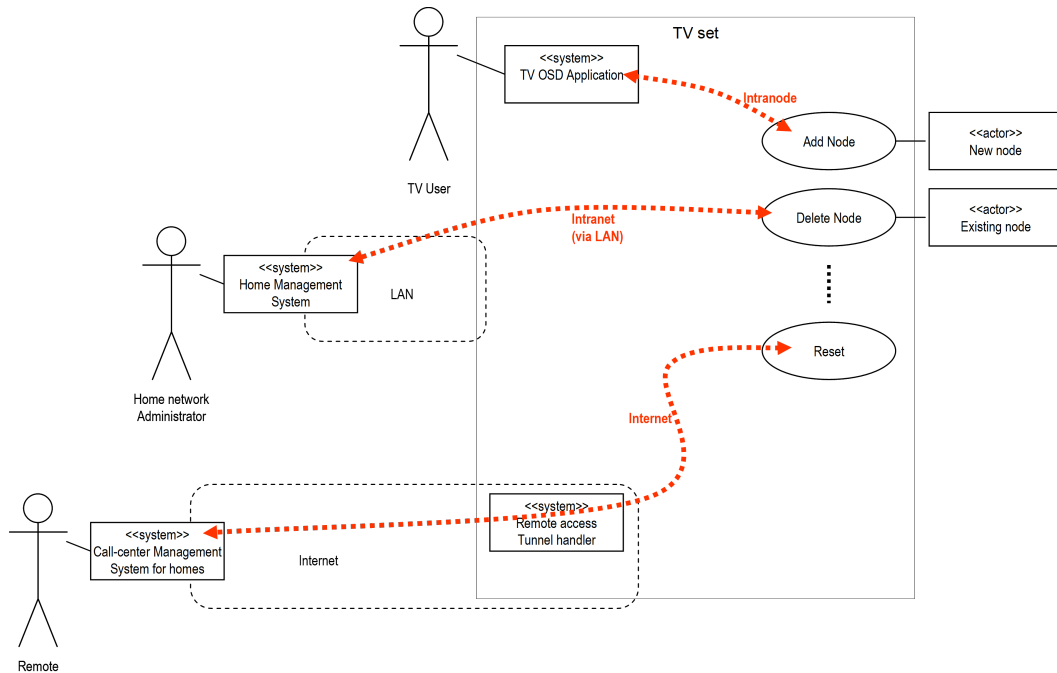 TV set
<<system>>
TV OSD Application
Intranode
Add Node
<<actor>>
New node
TV User
Delete Node
<<actor>>
Existing node
Intranet
(via LAN)
<<system>>
Home Management
System
LAN
Reset
Home network
Administrator
Internet
<<system>>
Remote access
Tunnel handler
<<system>>
Call-center Management
System for homes
Internet
Remote